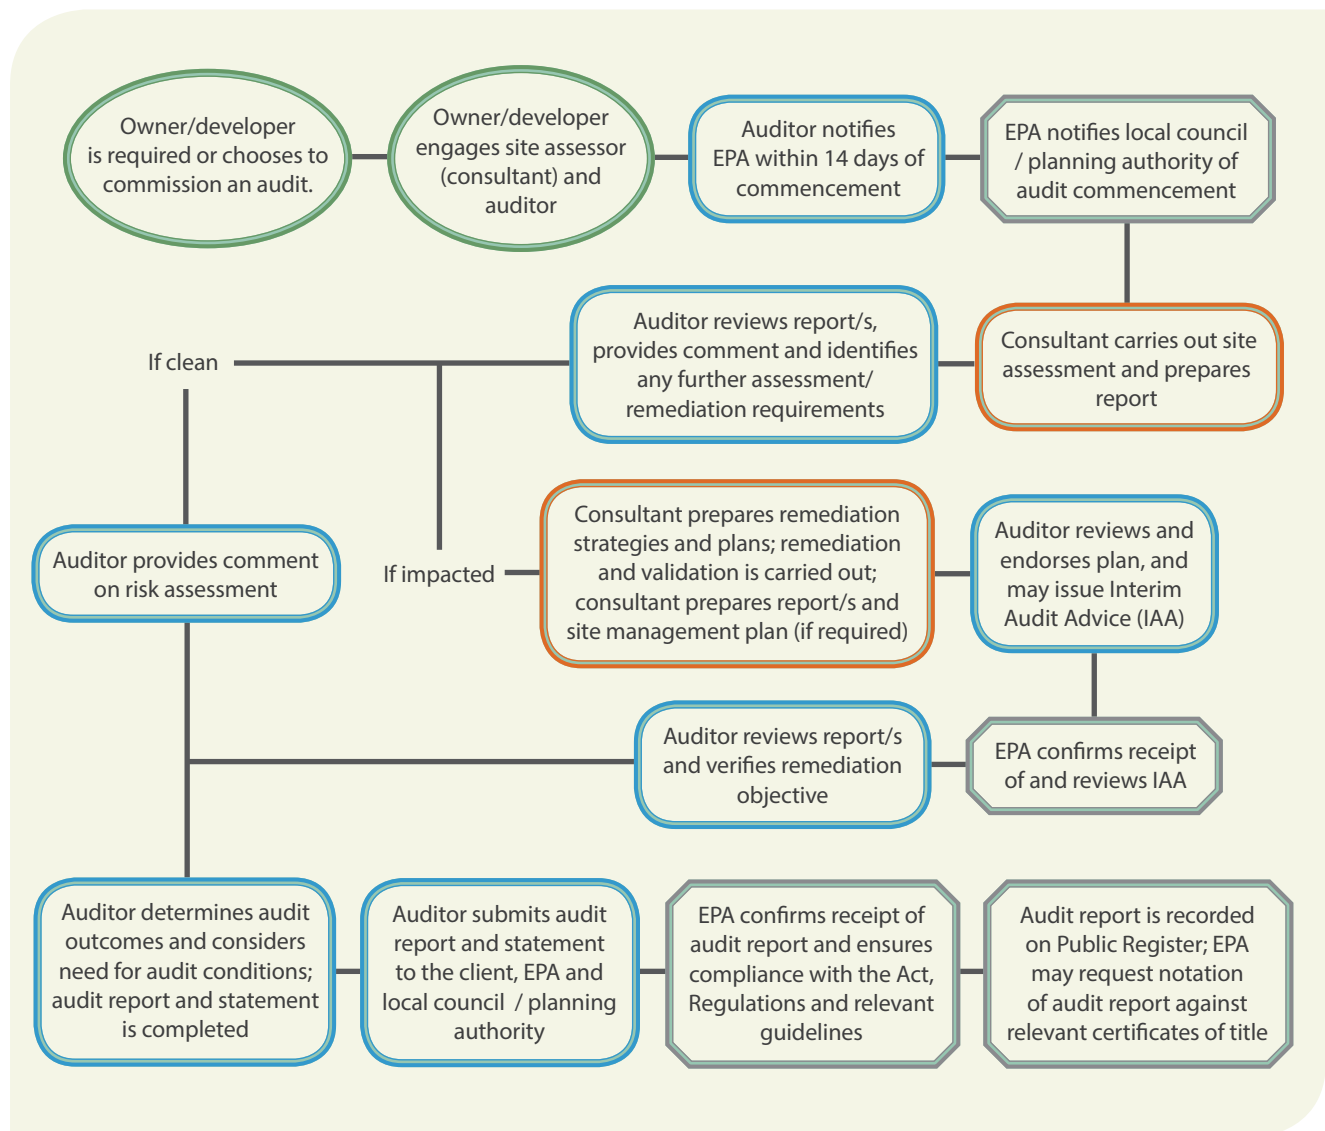 Owner/developer
is required or chooses to
commission an audit.
Owner/developer
engages site assessor
(consultant) and
auditor
Auditor notifies
EPA within 14 days of
commencement
EPA notifies local council
/ planning authority of
audit commencement
Consultant carries out site
assessment and prepares
report
Auditor reviews report/s,
provides comment and identifies
any further assessment/
remediation requirements
If clean
Auditor provides comment
on risk assessment
If impacted
Consultant prepares remediation
strategies and plans; remediation
and validation is carried out;
consultant prepares report/s and
site management plan (if required)
Auditor reviews and
endorses plan, and
may issue Interim
Audit Advice (IAA)
EPA confirms receipt
of and reviews IAA
Auditor reviews report/s
and verifies remediation
objective
Auditor determines audit
outcomes and considers
need for audit conditions;
audit report and statement
is completed
Auditor submits audit
report and statement
to the client, EPA and
local council / planning
authority
EPA confirms receipt of
audit report and ensures
compliance with the Act,
Regulations and relevant
guidelines
Audit report is recorded
on Public Register; EPA
may request notation
of audit report against
relevant certificates of title